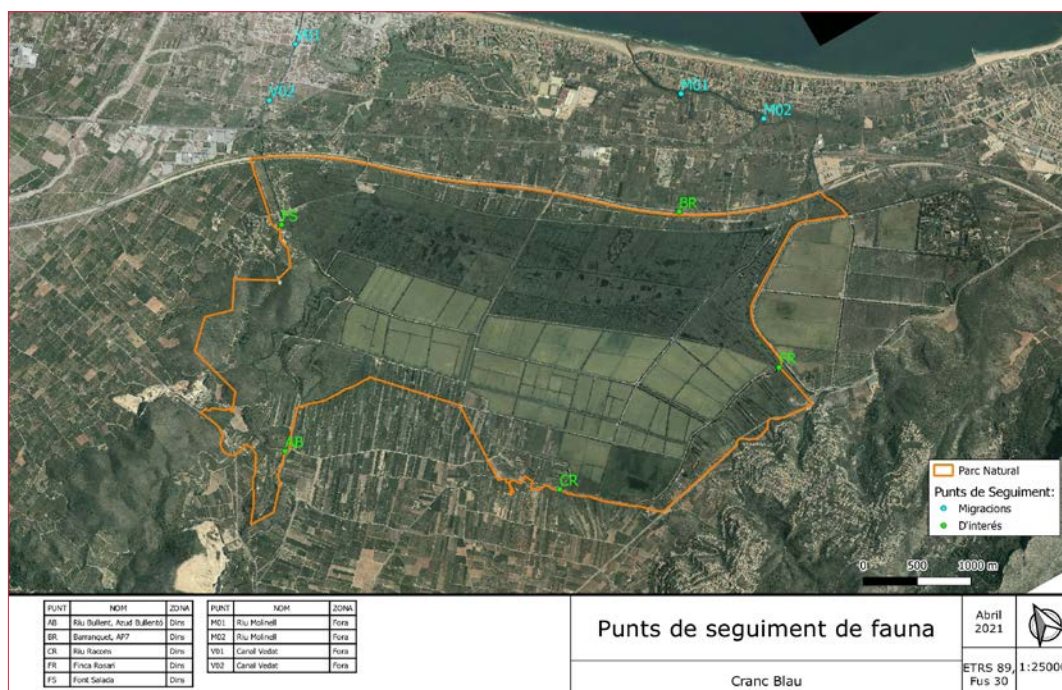 V01
V02
M01
M02
FS
BR
FR
AB
CR
Parc Natural
Punts de Seguiment:
Migracions
D'interés
0 500 1000 m
PUNT NOM ZONA
AB Riu Bullent, Azud Bullentó Dins
BR Barranquet, AP7 Dins
CR Riu Racons Dins
FR Finca Rosari Dins
FS Font Salada Dins
PUNT NOM ZONA
M01 Riu Molinell Fora
M02 Riu Molinell Fora
V01 Canal Vedat Fora
V02 Canal Vedat Fora
Punts de seguiment de fauna
Cranc Blau
Abril
2021
ETRS 89,
Fus 30
1:25000